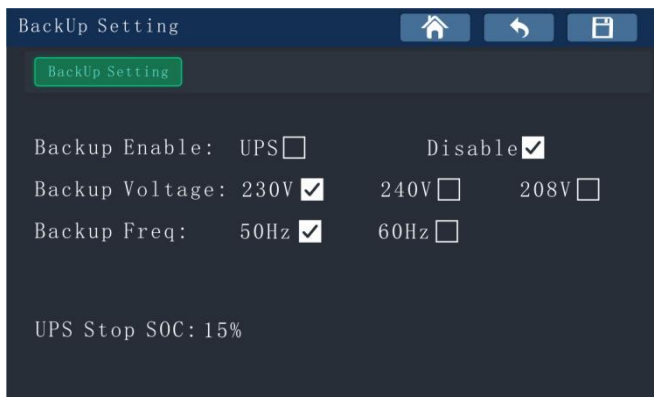 BackUp Setting
BackUp Setting
Backup Enable: UPS Disable
Backup Voltage: 230V 240V 208V
Backup Freq: 50Hz 60Hz
UPS Stop SOC: 15%